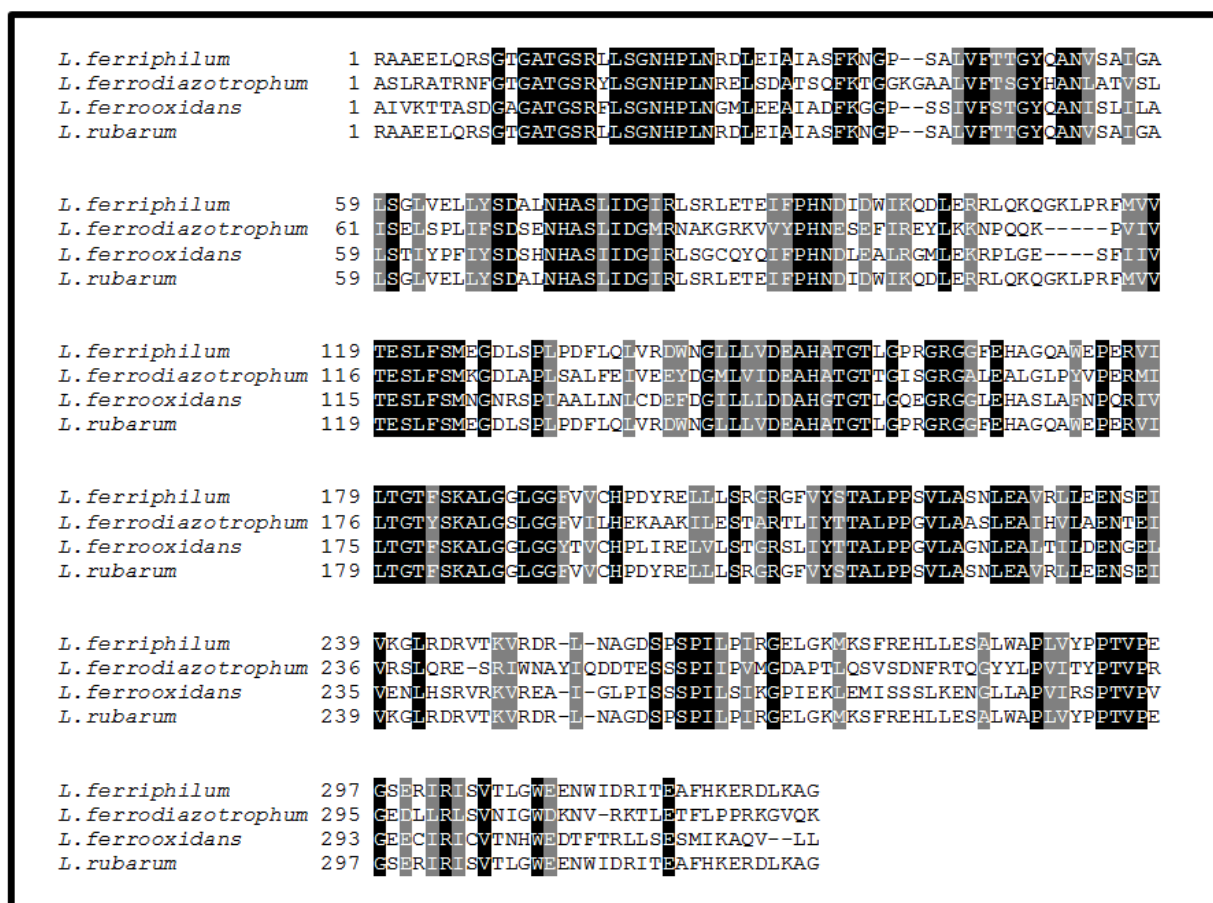 L.ferriphilum 1 RAAEELQRSGTGATGSRLLSGNHPLNRDLEIAIASFKNGP--SALVFTTGYQANVSAIGA
L.ferrodiazotrophum 1 ASLRATRNFGTGATGSRYLSGNHPLNRELSDATSQFKTGGKGAALVFTSGYHANLATVSL
L.ferrooxidans 1 AIVKTTASDGAGATGSRFLSGNHPLNGMLEEAIADFKGGP--SSIVFSTGYQANISLILA
L.rubarum 1 RAAEELQRSGTGATGSRLLSGNHPLNRDLEIAIASFKNGP--SALVFTTGYQANVSAIGA
L.ferriphilum 59 LSGLVELLYSDALNHASLIDGIRLSRLETEIFPHNDIDWIKQDLERRLQKQGKLPRFMVV
L.ferrodiazotrophum 61 ISELSPLIFSDSENHASLIDGMRNAKGRKVVYPHNESEFIREYLKKNPQQK-----PVIV
L.ferrooxidans 59 LSTIYPFIYSDSHNHASIIDGIRLSGCQYQIFPHNDLEALRGMLEKRPLGE----SFIIV
L.rubarum 59 LSGLVELLYSDALNHASLIDGIRLSRLETEIFPHNDIDWIKQDLERRLQKQGKLPRFMVV
L.ferriphilum 119 TESLFSMEGDLSPLPDFLQLVRDWNGLLLVDEAHATGTLGPRGRGGFEHAGQAWEPERVI
L.ferrodiazotrophum 116 TESLFSMKGDLAPLSALFEIVEEYDGMLVIDEAHATGTTGISGRGALEALGLPYVPERMI
L.ferrooxidans 115 TESLFSMNGNRSPIAALLNLCDEFDGILLLDDAHGTGTLGQEGRGGLEHASLAFNPQRIV
L.rubarum 119 TESLFSMEGDLSPLPDFLQLVRDWNGLLLVDEAHATGTLGPRGRGGFEHAGQAWEPERVI
L.ferriphilum 179 LTGTFSKALGGLGGFVVCHPDYRELLLSRGRGFVYSTALPPSVLASNLEAVRLLEENSEI
L.ferrodiazotrophum 176 LTGTYSKALGSLGGFVILHEKAAKILESTARTLIYTTALPPGVLAASLEAIHVLAENTEI
L.ferrooxidans 175 LTGTFSKALGGLGGYTVCHPLIRELVLSTGRSLIYTTALPPGVLAGNLEALTILDENGEL
L.rubarum 179 LTGTFSKALGGLGGFVVCHPDYRELLLSRGRGFVYSTALPPSVLASNLEAVRLLEENSEI
L.ferriphilum 239 VKGLRDRVTKVRDR-L-NAGDSPSPILPIRGELGKMKSFREHLLESALWAPLVYPPTVPE
L.ferrodiazotrophum 236 VRSLQRE-SRIWNAYIQDDTESSPIIPVMGDAPTLQSVSDNFRTQGYYLPVITYPTVPR
L.ferrooxidans 235 VENLHSRVRKVREA-I-GLPISSSPILSIKGPIEKLEMISSSLKENGLLAPVIRSPTVPV
L.rubarum 239 VKGLRDRVTKVRDR-L-NAGDSPSPILPIRGELGKMKSFREHLLESALWAPLVYPPTVPE
L.ferriphilum 297 GSERIRISVTLGWEENWIDRITEAFHKERDLKAG
L.ferrodiazotrophum 295 GEDLLRLSVNIGWDKNV-RKTLETFLPPRKGVQK
L.ferrooxidans 293 GEECIRICVTNHWEDTFTRLLSESMIKAQV--LL
L.rubarum 297 GSERIRISVTLGWEENWIDRITEAFHKERDLKAG